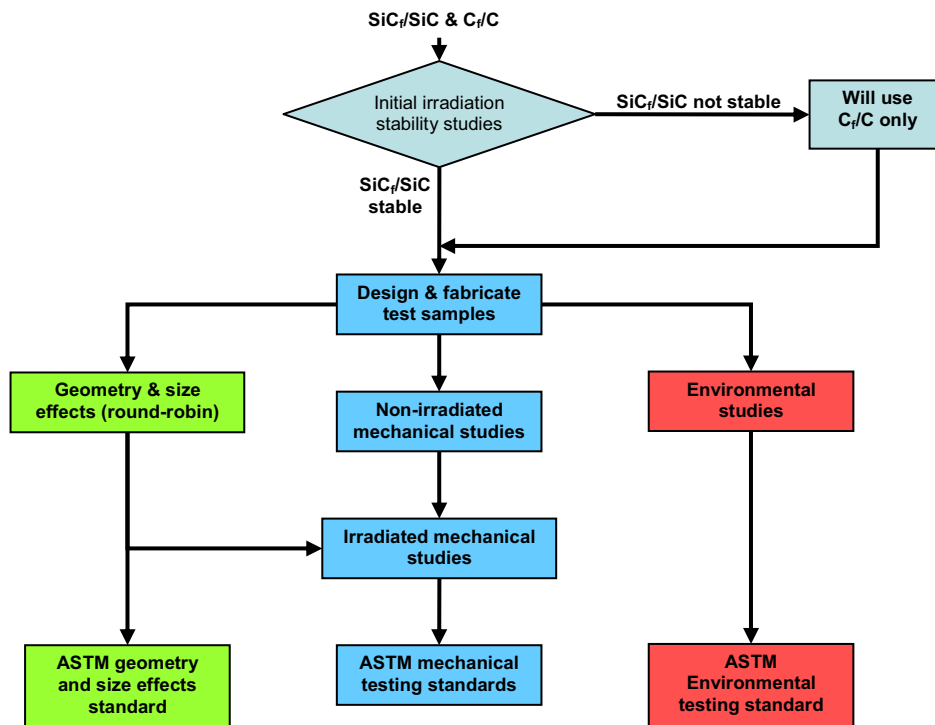 SiCf/SiC & Cf/C
Initial irradiation
stability studies
SiCf/SiC not stable
Will use
Cf/C only
SiCf/SiC
stable
Design & fabricate
test samples
Geometry & size
effects (round-robin)
Non-irradiated
mechanical studies
Environmental
studies
Irradiated mechanical
studies
ASTM geometry
and size effects
standard
ASTM mechanical
testing standards
ASTM
Environmental
testing standard